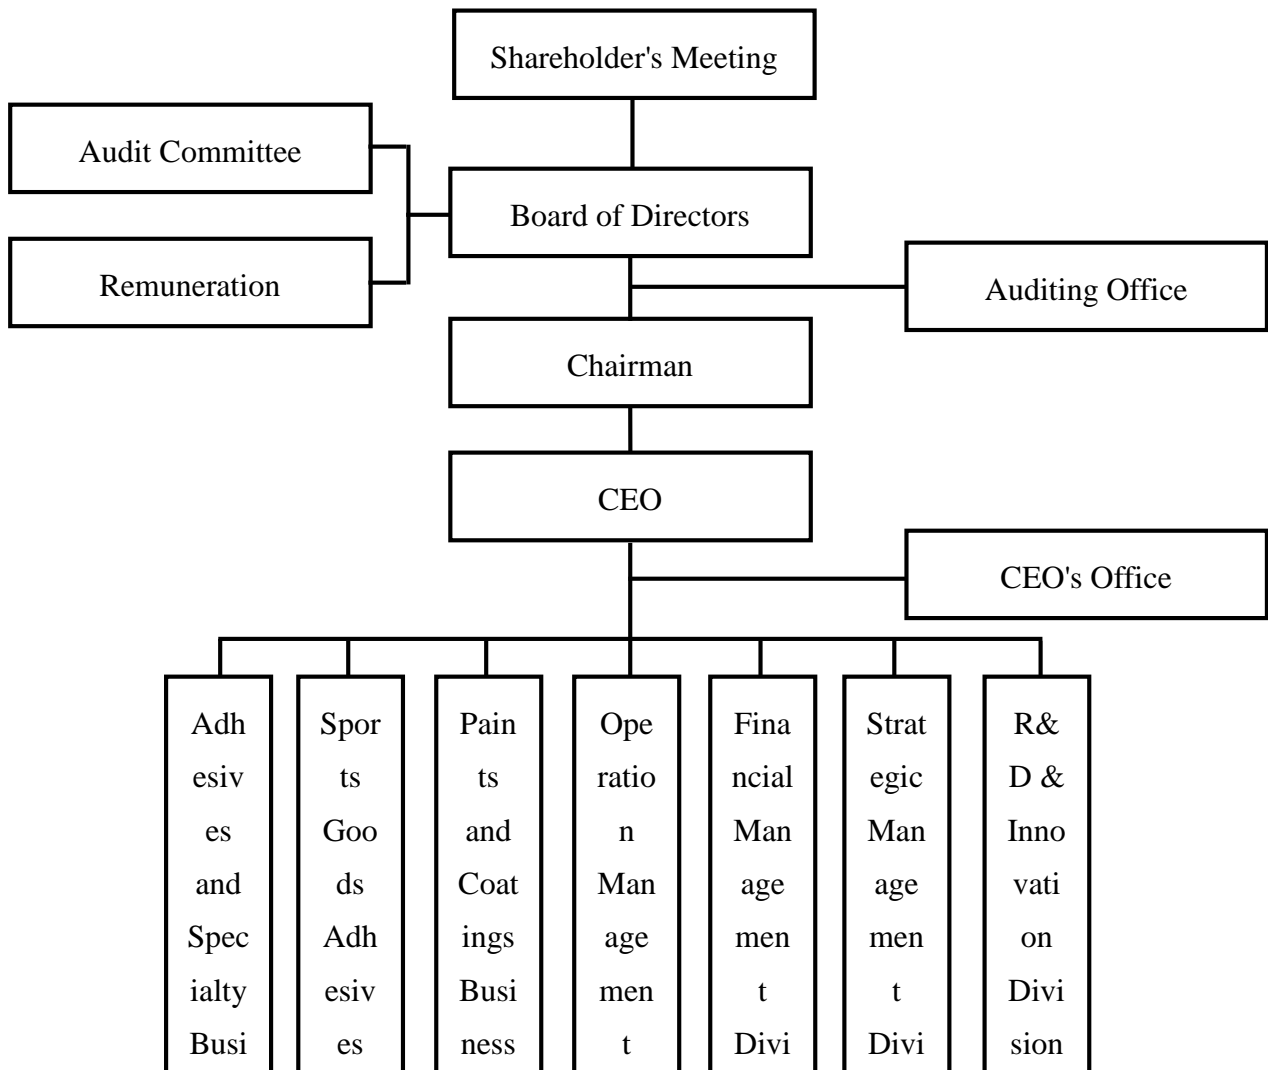 Shareholder's Meeting
Audit Committee
Board of Directors
Remuneration
Auditing Office
Chairman
CEO
CEO's Office
Adh
esiv
es
and
Spec
ialty
Busi
Spor
ts
Goo
ds
Adh
esiv
es
Pain
ts
and
Coat
ings
Busi
ness
Ope
ratio
n
Man
age
men
t
Fina
ncial
Man
age
men
t
Divi
Strat
egic
Man
age
men
t
Divi
R&
D &
Inno
vati
on
Divi
sion